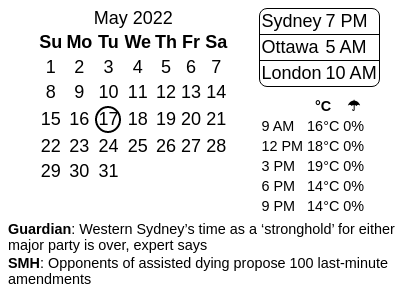 May 2022
Su Mo Tu We Th Fr Sa
1 2 3 4 5 6 7
8 9 10 11 12 13 14
15 16 17 18 19 20 21
22 23 24 25 26 27 28
29 30 31
Sydney 7 PM
Ottawa 5 AM
London 10 AM
°C ☂
9 AM 16°C 0%
12 PM 18°C 0%
3 PM 19°C 0%
6 PM 14°C 0%
9 PM 14°C 0%
Guardian: Western Sydney’s time as a ‘stronghold’ for either
major party is over, expert says
SMH: Opponents of assisted dying propose 100 last-minute
amendments